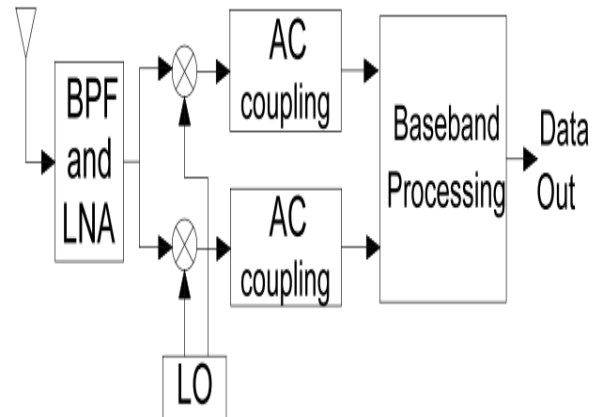 BPF
and
LNA
AC
coupling
AC
coupling
Baseband
Processing
Data
Out
LO